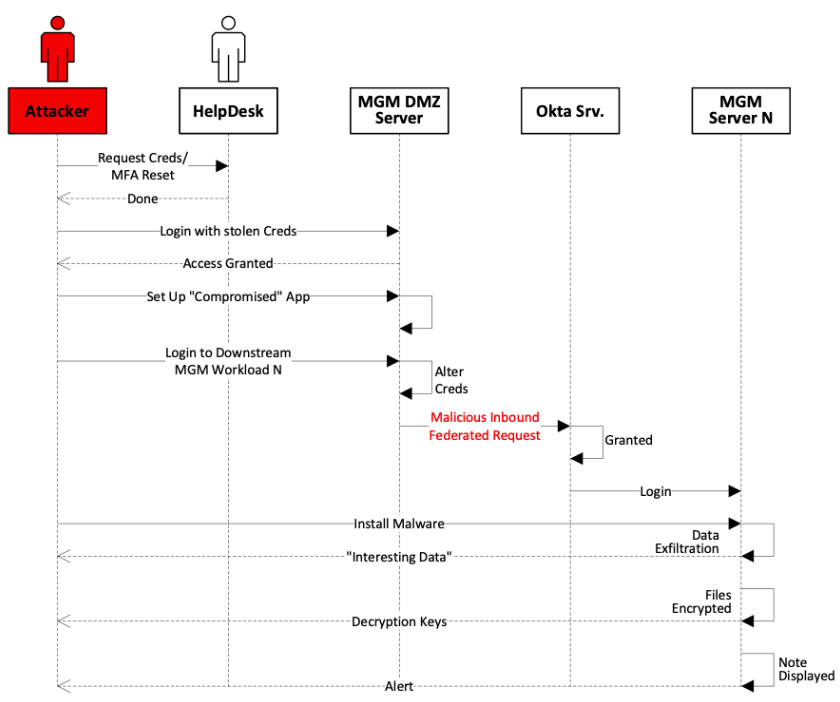 Attacker
HelpDesk
MGM DMZ
Server
Okta Srv.
MGM
Server N
Request Creds/
MFA Reset
Done
Login with stolen Creds
Access Granted
Set Up "Compromised" App
Login to Downstream
MGM Workload N
Alter
Creds
Malicious Inbound
Federated Request
Granted
Login
Install Malware
Data
Exfiltration
"Interesting Data"
Files
Encrypted
Decryption Keys
Note
Displayed
Alert